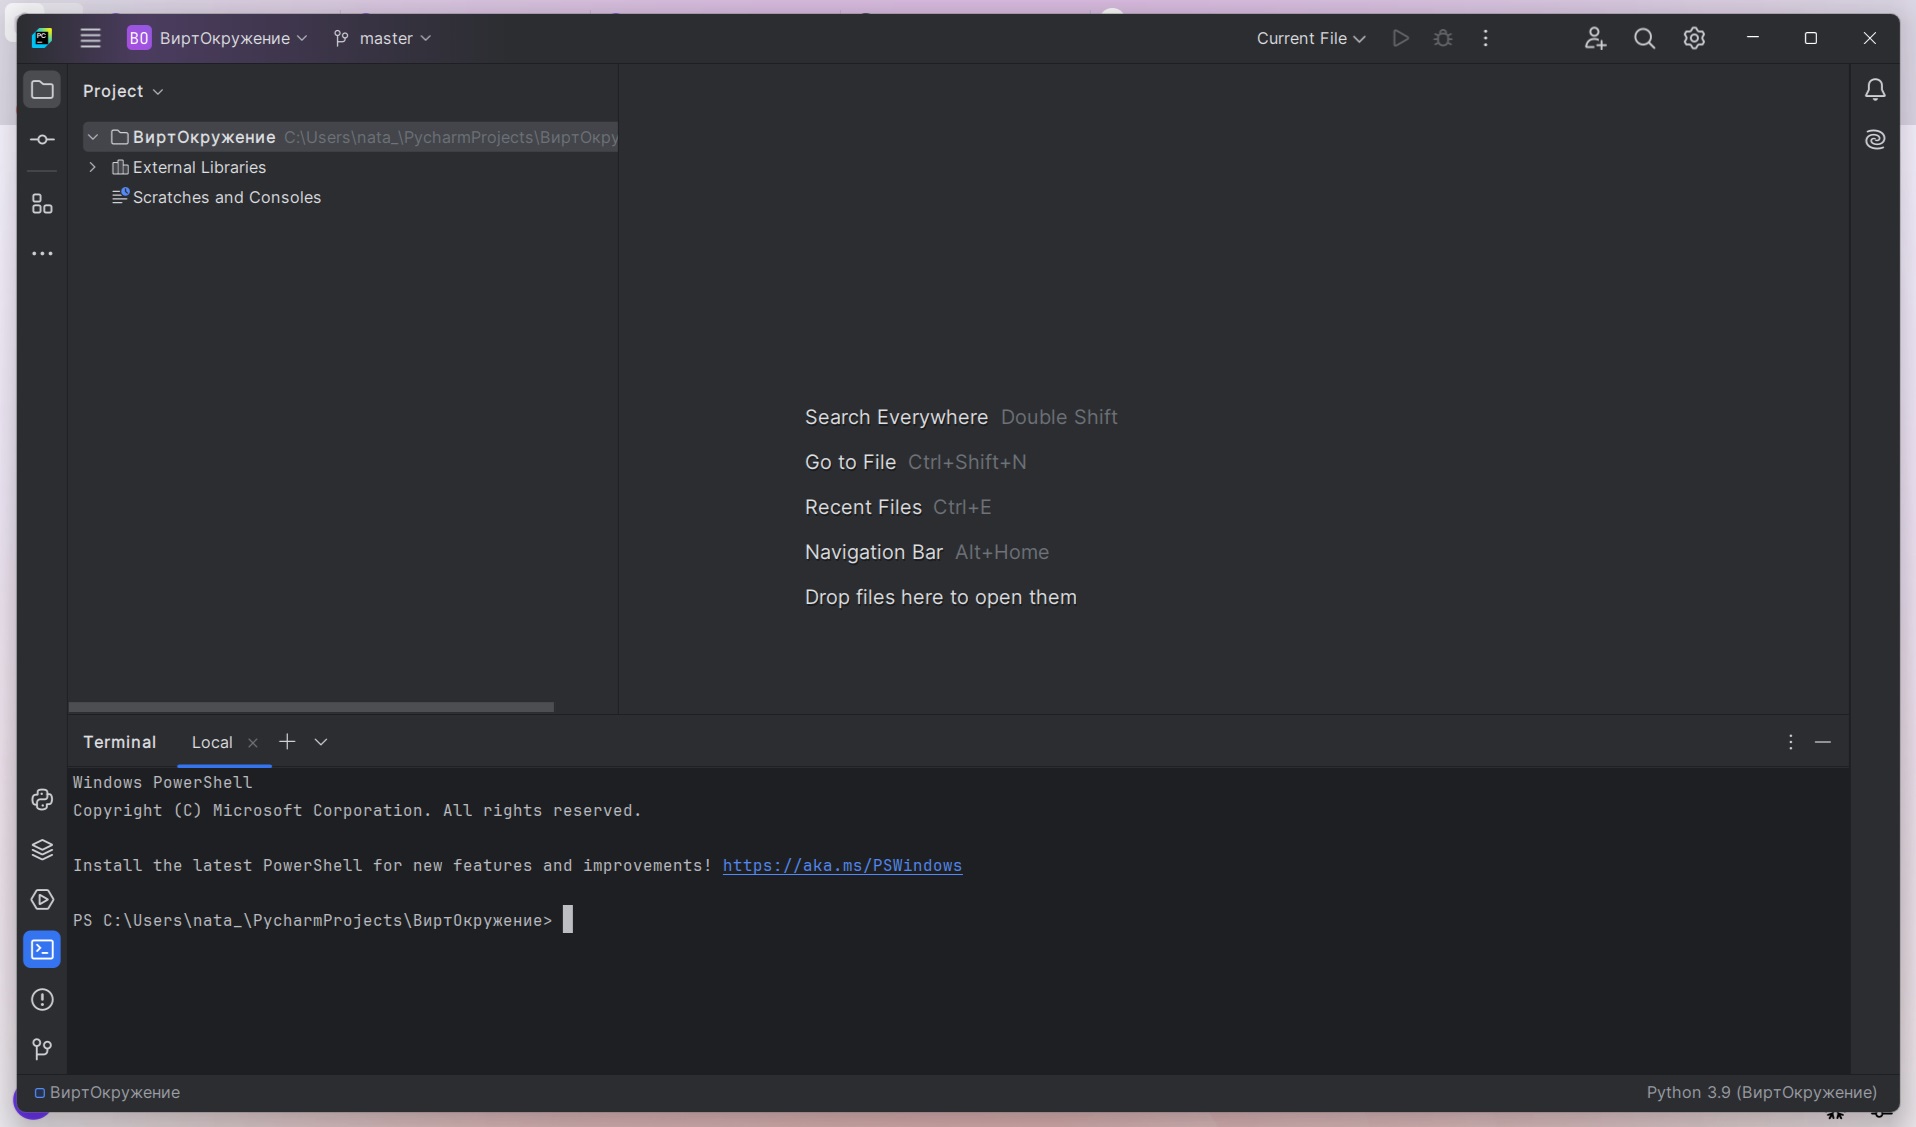 PC
ВО ВиртОкружение
master
Current File
Project
ВиртОкружение C:\Users\nata_\PycharmProjects\ВиртОкру
External Libraries
Scratches and Consoles
Search Everywhere Double Shift
Go to File Ctrl+Shift+N
Recent Files Ctrl+E
Navigation Bar Alt+Home
Drop files here to open them
Terminal
Local
Windows PowerShell
Copyright (C) Microsoft Corporation. All rights reserved.
Install the latest PowerShell for new features and improvements! https://aka.ms/PSWindows
PS C:\Users\nata_\PycharmProjects\ВиртОкружение>
ВиртОкружение
Python 3.9 (ВиртОкружение)